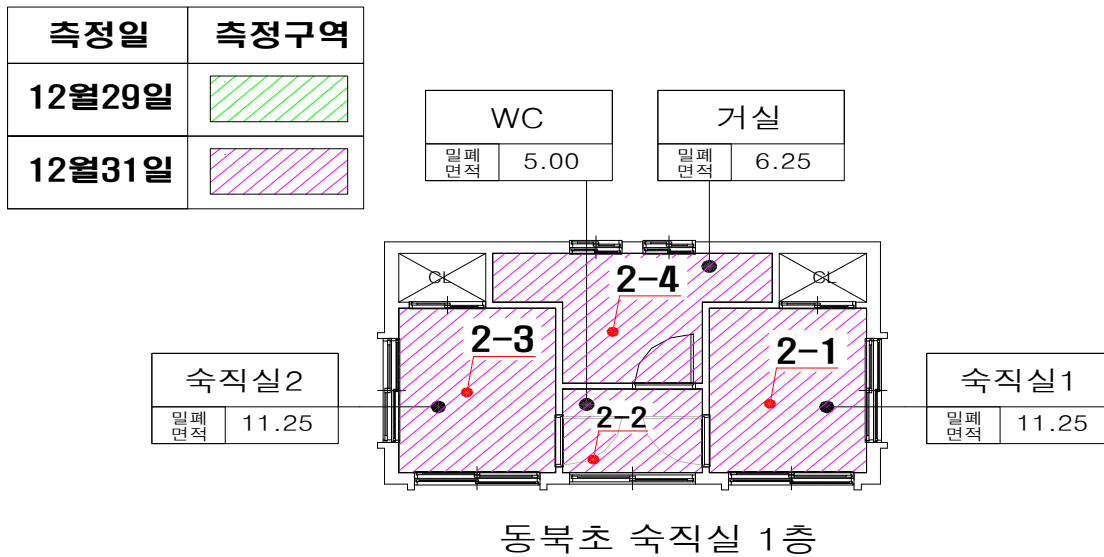 측정일 측정구역
12월29일
12월31일
WC
밀폐
면적 5.00
거실
밀폐
면적 6.25
CL
CL
2-4
2-3
2-1
2-2
숙직실2
밀폐
면적 11.25
숙직실1
밀폐
면적 11.25
동북초 숙직실 1층